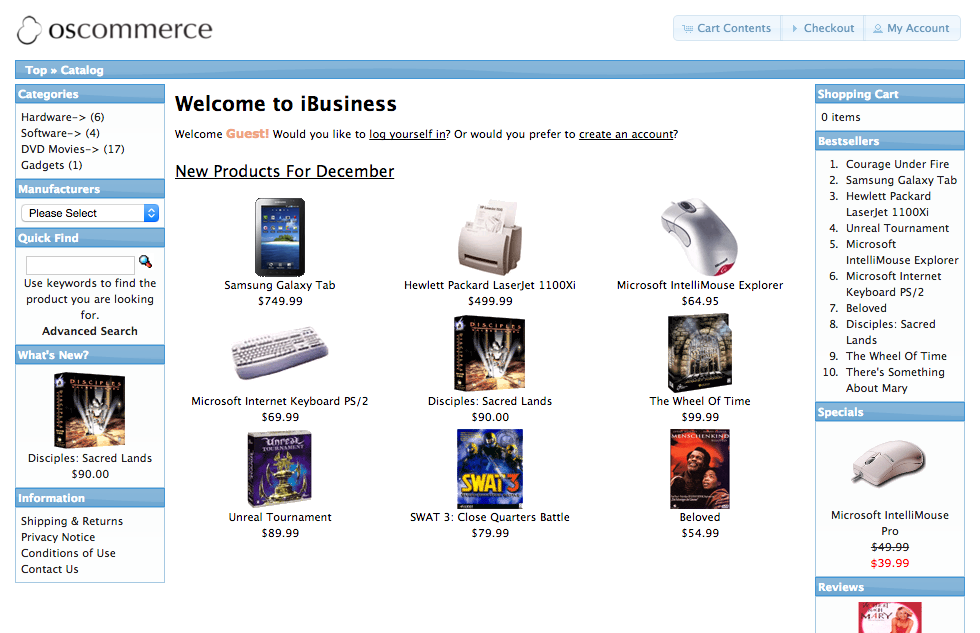 oscommerce
Cart Contents
Checkout
My Account
Top » Catalog
Categories
Hardware-> (6)
Software-> (4)
DVD Movies-> (17)
Gadgets (1)
Manufacturers
Please Select
Quick Find
Use keywords to find the
product you are looking
for.
Advanced Search
What's New?
DISCIPLES
Disciples: Sacred Lands
$90.00
Information
Shipping & Returns
Privacy Notice
Conditions of Use
Contact Us
Welcome to iBusiness
Welcome Guest! Would you like to log yourself in? Or would you prefer to create an account?
New Products For December
Samsung Galaxy Tab
$749.99
Hewlett Packard LaserJet 1100Xi
$499.99
Microsoft IntelliMouse Explorer
$64.95
Microsoft Internet Keyboard PS/2
$69.99
DISCIPLES
Disciples: Sacred Lands
$90.00
The Wheel Of Time
$99.99
Unreal
TOURNAMENT
Unreal Tournament
$89.99
SWAT 3
SWAT 3: Close Quarters Battle
$79.99
MENSCHENKIND
Beloved
$54.99
Shopping Cart
0 items
Bestsellers
1. Courage Under Fire
2. Samsung Galaxy Tab
3. Hewlett Packard
LaserJet 1100Xi
4. Unreal Tournament
5. Microsoft
IntelliMouse Explorer
6. Microsoft Internet
Keyboard PS/2
7. Beloved
8. Disciples: Sacred
Lands
9. The Wheel Of Time
10. There's Something
About Mary
Specials
Microsoft IntelliMouse
Pro
$49.99
$39.99
Reviews
MARY